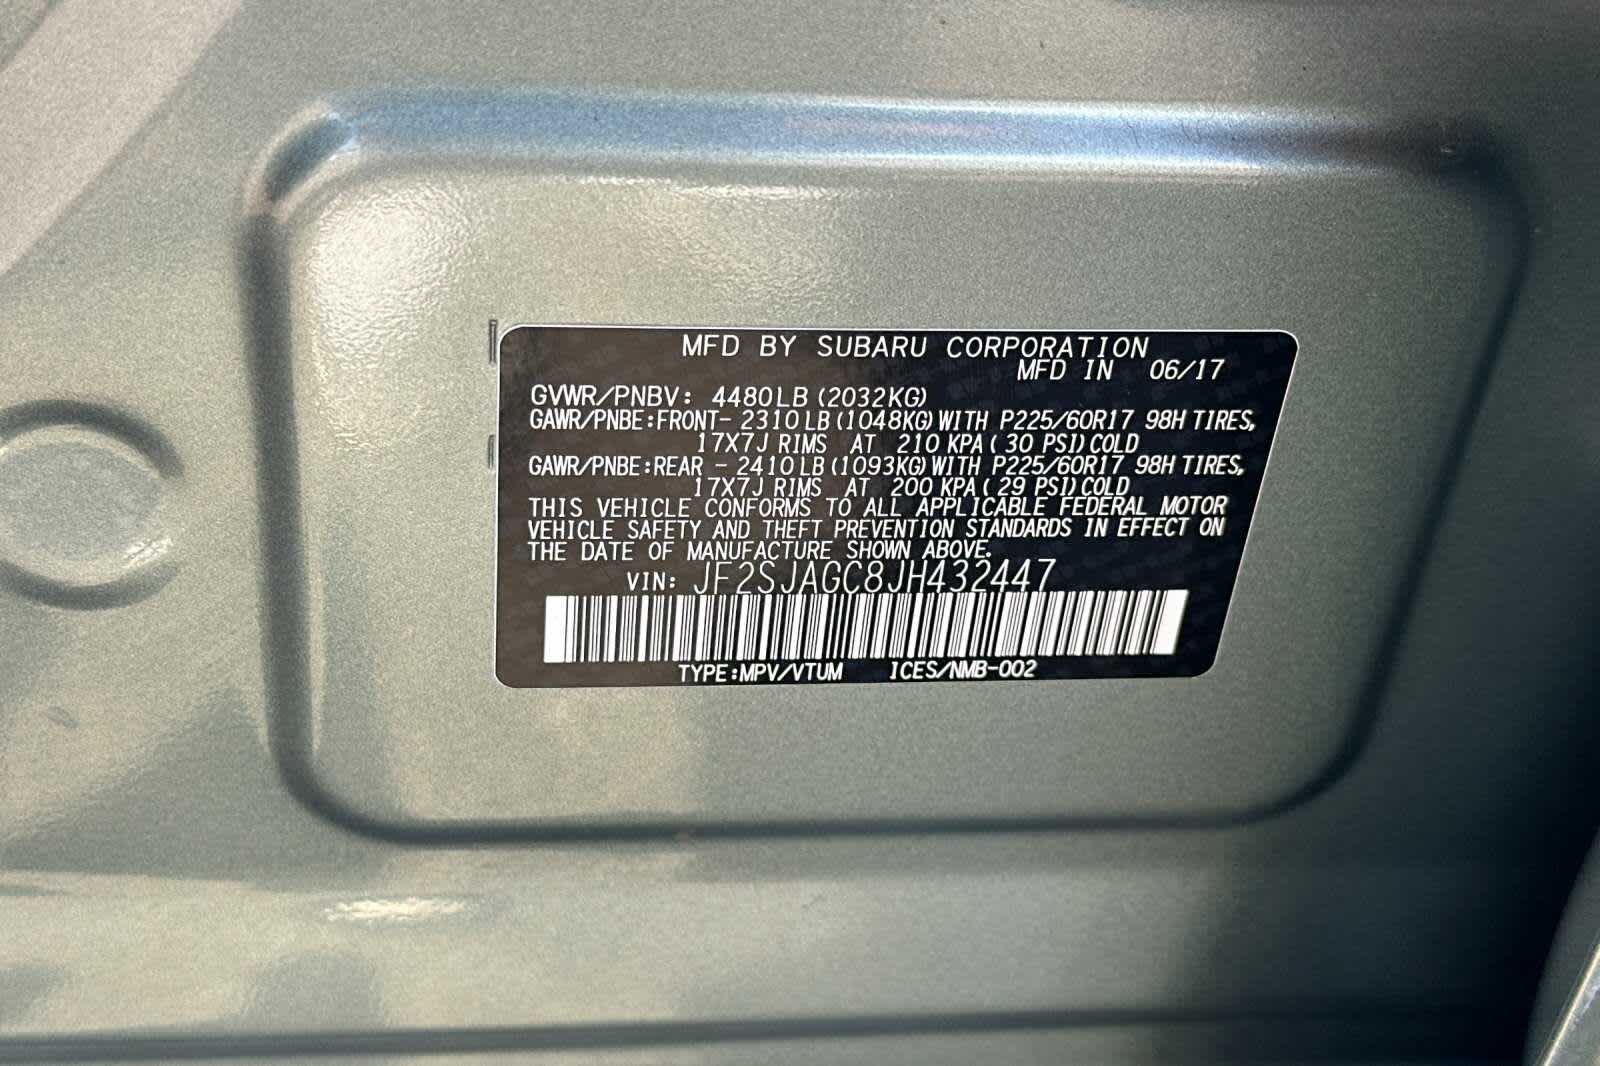 MFD BY SUBARU CORPORATION
MFD IN 06/17
GVWR/PNBV: 4480LB (2032KG)
GAWR/PNBE:FRONT- 2310LB (1048KG) WITH P225/60R17 98H TIRES,
17X7J RIMS AT 210 KPA( 30 PSI)COLD
GAWR/PNBE:REAR - 2410LB (1093KG) WITH P225/60R17 98H TIRES,
17X7J RIMS AT 200 KPA( 29 PSI)COLD
THIS VEHICLE CONFORMS TO ALL APPLICABLE FEDERAL MOTOR
VEHICLE SAFETY AND THEFT PREVENTION STANDARDS IN EFFECT ON
THE DATE OF MANUFACTURE SHOWN ABOVE.
VIN: JF2SJAGC8JH432447
TYPE:MPV/VTUM ICES/NMB-002